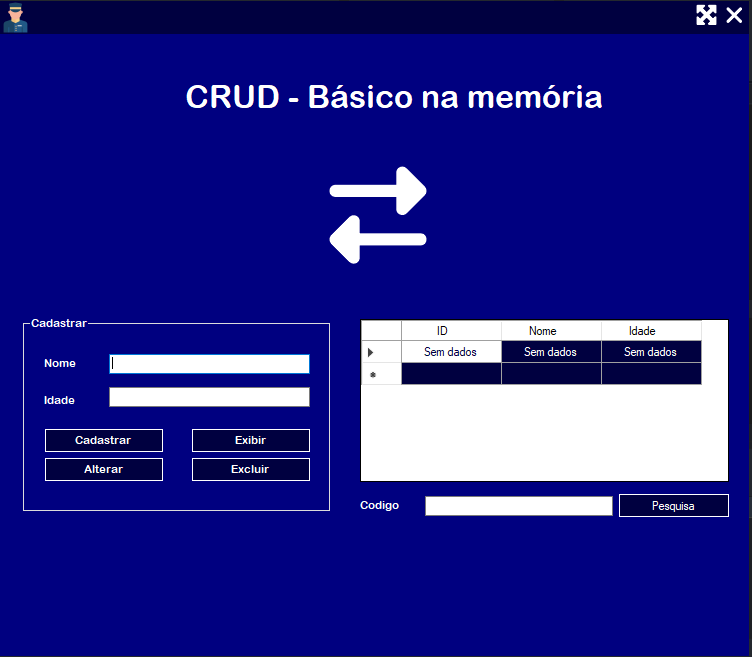 CRUD - Básico na memória
Cadastrar
Nome
Idade
Cadastrar Exibir
Alterar Excluir
ID Nome Idade
Sem dados Sem dados Sem dados
Codigo Pesquisa